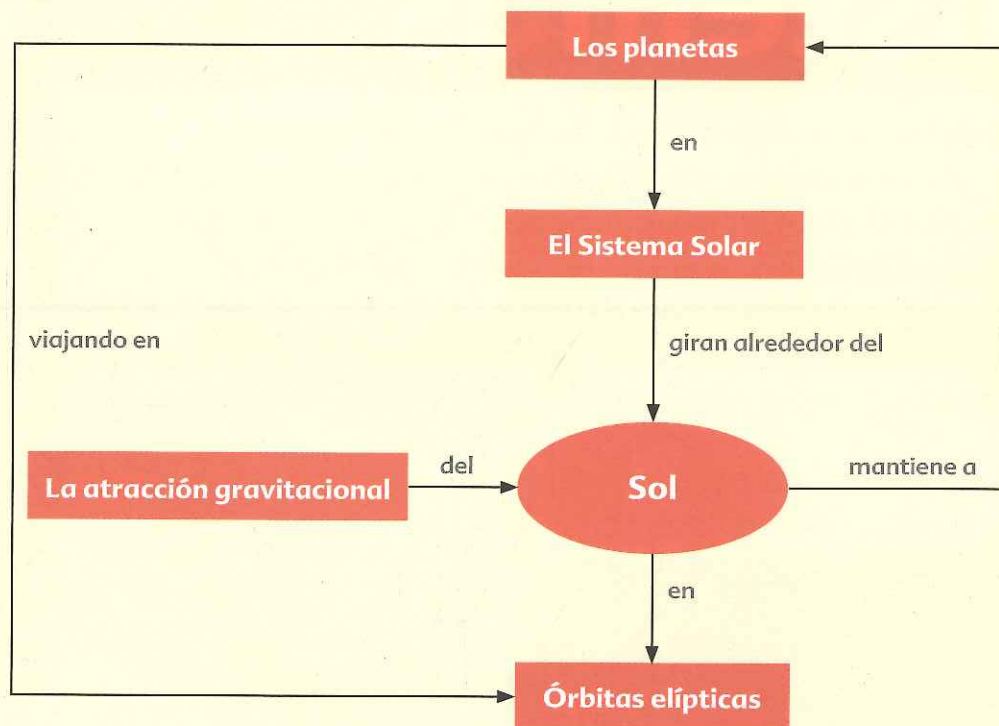 Los planetas
en
El Sistema Solar
viajando en
giran alrededor del
La atracción gravitacional
del
Sol
mantiene a
en
Órbitas elípticas